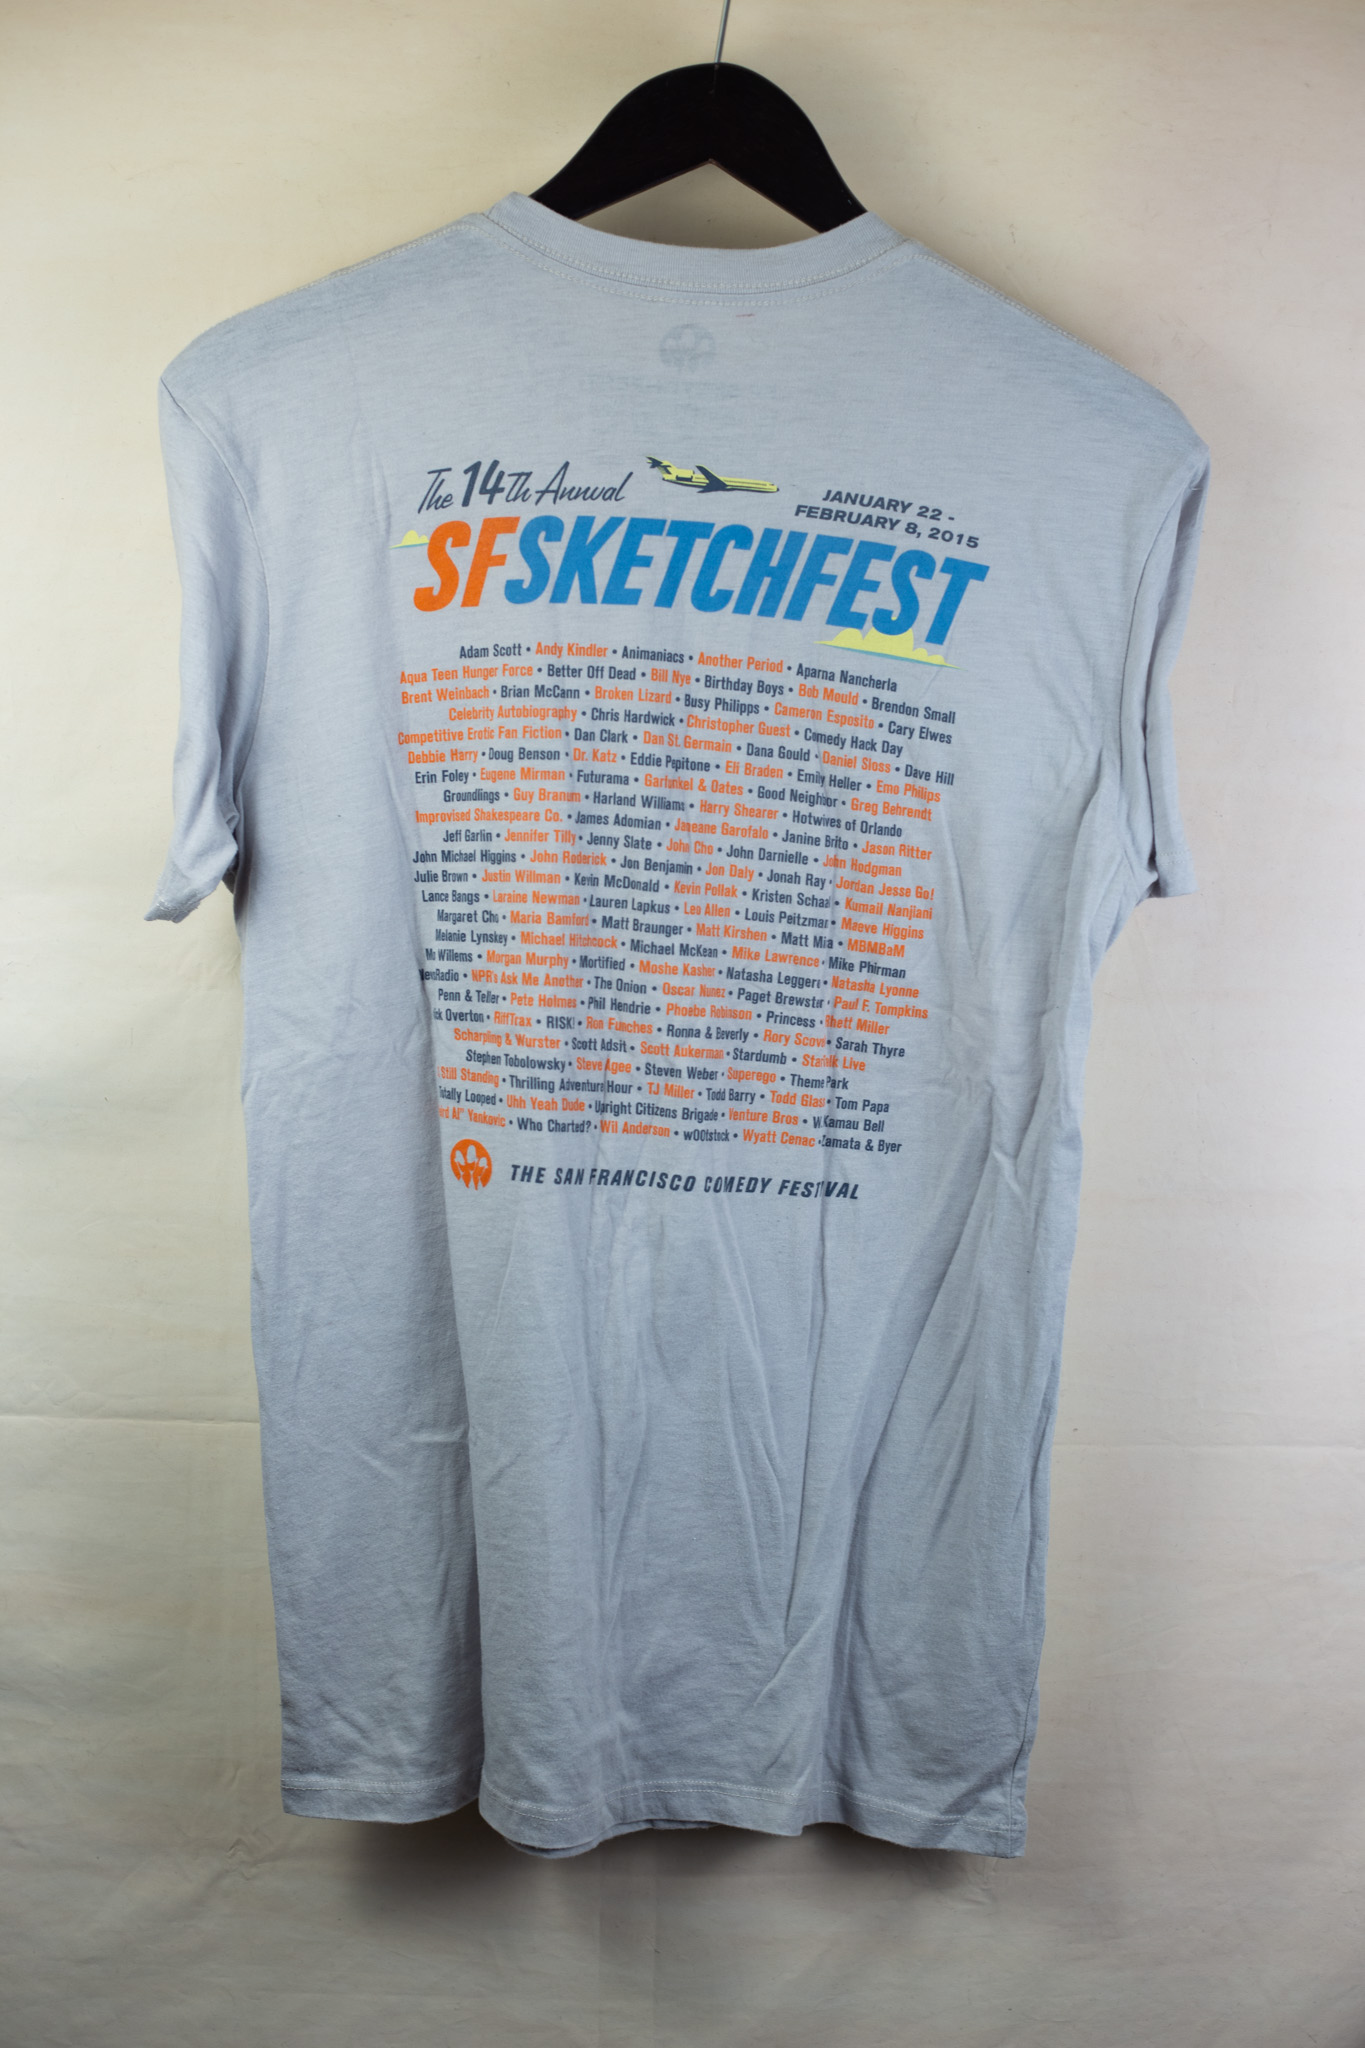 The 14th Annual
JANUARY 22 -
FEBRUARY 8, 2015
SFSKETCHFEST
Adam Scott • Andy Kindler • Animaniacs • Another Period • Aparna Nancherla
Aqua Teen Hunger Force • Better Off Dead • Bill Nye • Birthday Boys • Bob Mould • Brendon Small
Brent Weinbach • Brian McCann • Broken Lizard • Busy Philipps • Cameron Esposito • Cary Elwes
Celebrity Autobiography • Chris Hardwick • Christopher Guest • Comedy Hack Day
Competitive Erotic Fan Fiction • Dan Clark • Dan St. Germain • Dana Gould • Daniel Sloss • Dave Hill
Debbie Harry • Doug Benson • Dr. Katz • Eddie Pepitone • Eli Braden • Emily Heller • Emo Philips
Erin Foley • Eugene Mirman • Futurama • Garfunkel & Oates • Good Neighbor • Greg Behrendt
Groundlings • Guy Branum • Harland Williams • Harry Shearer • Hotwives of Orlando
Improvised Shakespeare Co. • James Adomian • Janeane Garofalo • Janine Brito • Jason Ritter
Jeff Garlin • Jennifer Tilly • Jenny Slate • John Cho • John Darnielle • John Hodgman
John Michael Higgins • John Roderick • Jon Benjamin • Jon Daly • Jonah Ray • Jordan Jesse Go!
Julie Brown • Justin Willman • Kevin McDonald • Kevin Pollak • Kristen Schaal • Kumail Nanjiani
Lance Bangs • Laraine Newman • Lauren Lapkus • Leo Allen • Louis Peitzman • Maeve Higgins
Margaret Cho • Maria Bamford • Matt Braunger • Matt Kirshen • Matt Mira • MBMBaM
Melanie Lynskey • Michael Hitchcock • Michael McKean • Mike Lawrence • Mike Phirman
Mo Willems • Morgan Murphy • Mortified • Moshe Kasher • Natasha Leggero • Natasha Lyonne
NewsRadio • NPR's Ask Me Another • The Onion • Oscar Nunez • Paget Brewster • Paul F. Tompkins
Penn & Teller • Pete Holmes • Phil Hendrie • Phoebe Robinson • Princess • Rhett Miller
ck Overton • RiffTrax • RISK! • Ron Funches • Ronna & Beverly • Rory Scovel • Sarah Thyre
Scharpling & Wurster • Scott Adsit • Scott Aukerman • Stardumb • StarTalk Live
Stephen Tobolowsky • Steve Agee • Steven Weber • Superego • Theme Park
Still Standing • Thrilling Adventure Hour • TJ Miller • Todd Barry • Todd Glass • Tom Papa
Totally Looped • Uhh Yeah Dude • Upright Citizens Brigade • Venture Bros • W. Kamau Bell
ird Al" Yankovic • Who Charted? • Wil Anderson • w00tstock • Wyatt Cenac • Zamata & Byer
THE SAN FRANCISCO COMEDY FESTIVAL